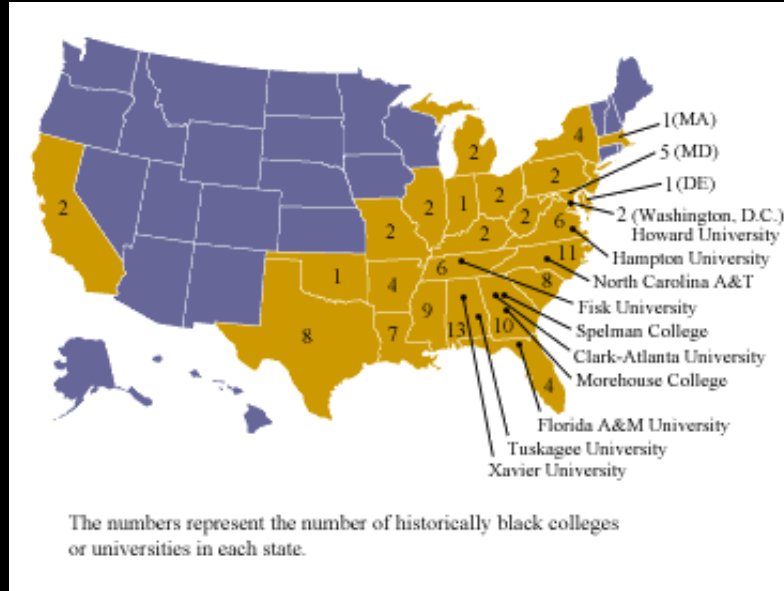 1(MA)
4
5 (MD)
2
2
1(DE)
2
2
1
2
2
2 (Washington, D.C.)
Howard University
2
2
6
Hampton University
11
6
North Carolina A&T
1
4
8
Fisk University
9
Spelman College
8
7
13
10
Clark-Atlanta University
Morehouse College
4
Florida A&M University
Tuskagee University
Xavier University
The numbers represent the number of historically black colleges
or universities in each state.